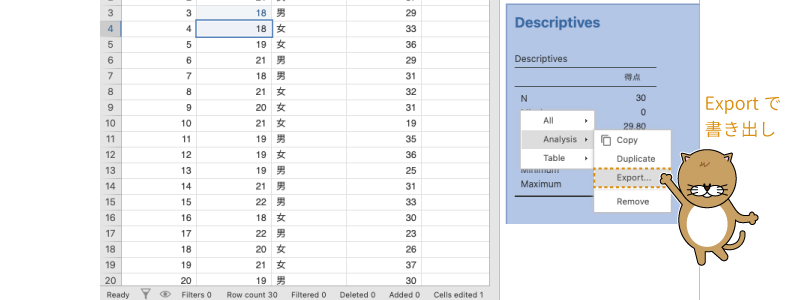 3 3 18 男 29
4 4 18 女 33
5 5 19 女 36
6 6 21 男 29
7 7 18 男 31
8 8 21 女 32
9 9 20 女 31
10 10 21 女 19
11 11 19 男 35
12 12 19 女 36
13 13 19 男 25
14 14 21 男 31
15 15 22 男 33
16 16 18 女 30
17 17 22 男 23
18 18 20 女 26
19 19 21 女 37
20 20 19 男 30
Ready Filters 0 Row count 30 Filtered 0 Deleted 0 Added 0 Cells edited 1
Descriptives
Descriptives
得点
N 30
0
29.80
All
Analysis
Table
Copy
Duplicate
Export...
Remove
Minimum
Maximum
Export で
書き出し